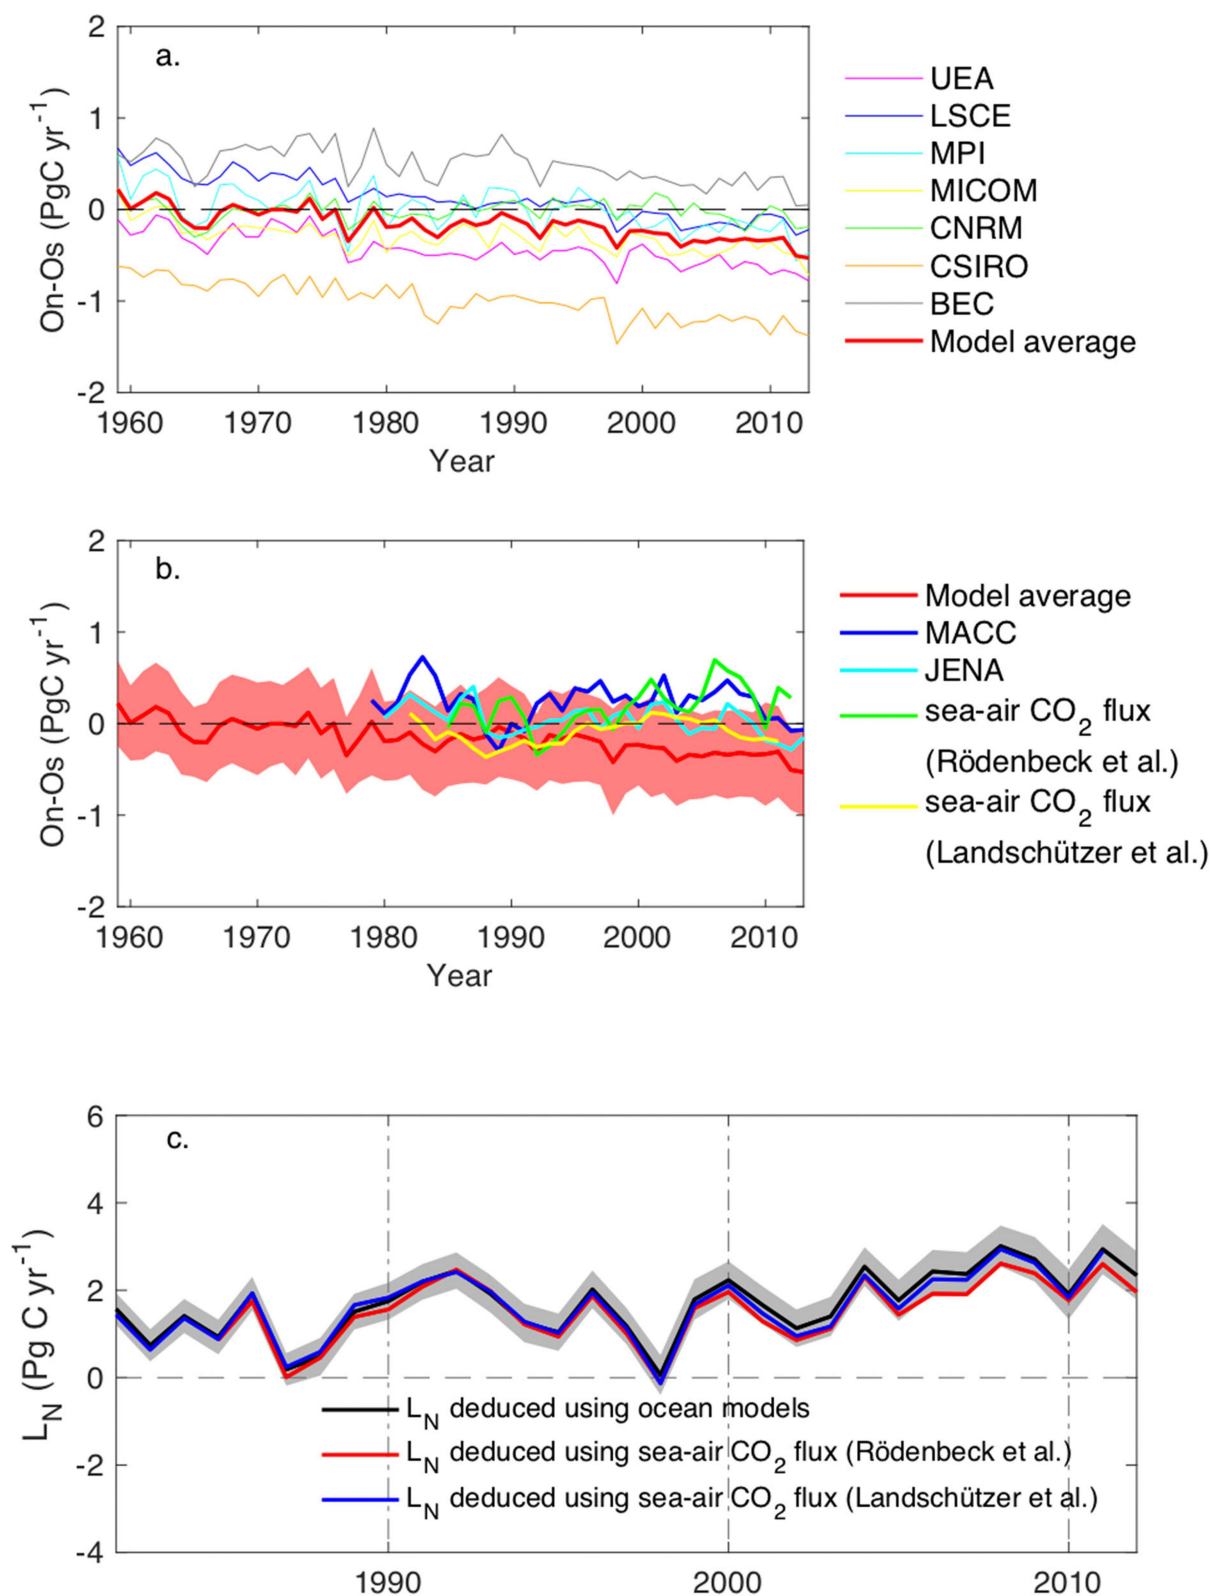 a.
2
1
0
-1
-2
On-Os (PgC yr-1)
1960 1970 1980 1990 2000 2010
Year
UEA
LSCE
MPI
MICOM
CNRM
CSIRO
BEC
Model average
b.
2
1
0
-1
-2
On-Os (PgC yr-1)
1960 1970 1980 1990 2000 2010
Year
Model average
MACC
JENA
sea-air CO2 flux
(Rödenbeck et al.)
sea-air CO2 flux
(Landschützer et al.)
c.
6
4
2
0
-2
-4
LN (Pg C yr-1)
LN deduced using ocean models
LN deduced using sea-air CO2 flux (Rödenbeck et al.)
LN deduced using sea-air CO2 flux (Landschützer et al.)
1990 2000 2010